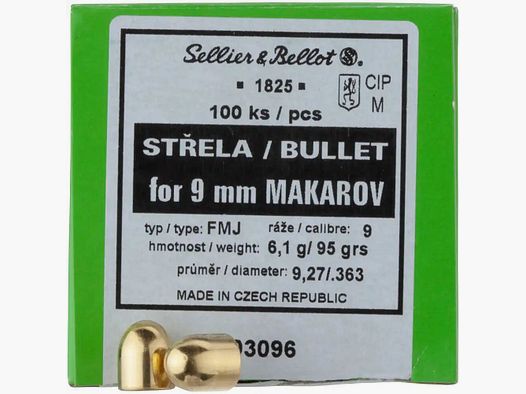 Sellier & Bellot S&B.
▪ 1825 ▪
CIP
M
100 ks / pcs
STŘELA / BULLET
for 9 mm MAKAROV
typ / type: FMJ ráže / calibre: 9
hmotnost / weight: 6,1 g/ 95 grs
průměr / diameter: 9,27/.363
MADE IN CZECH REPUBLIC
03096